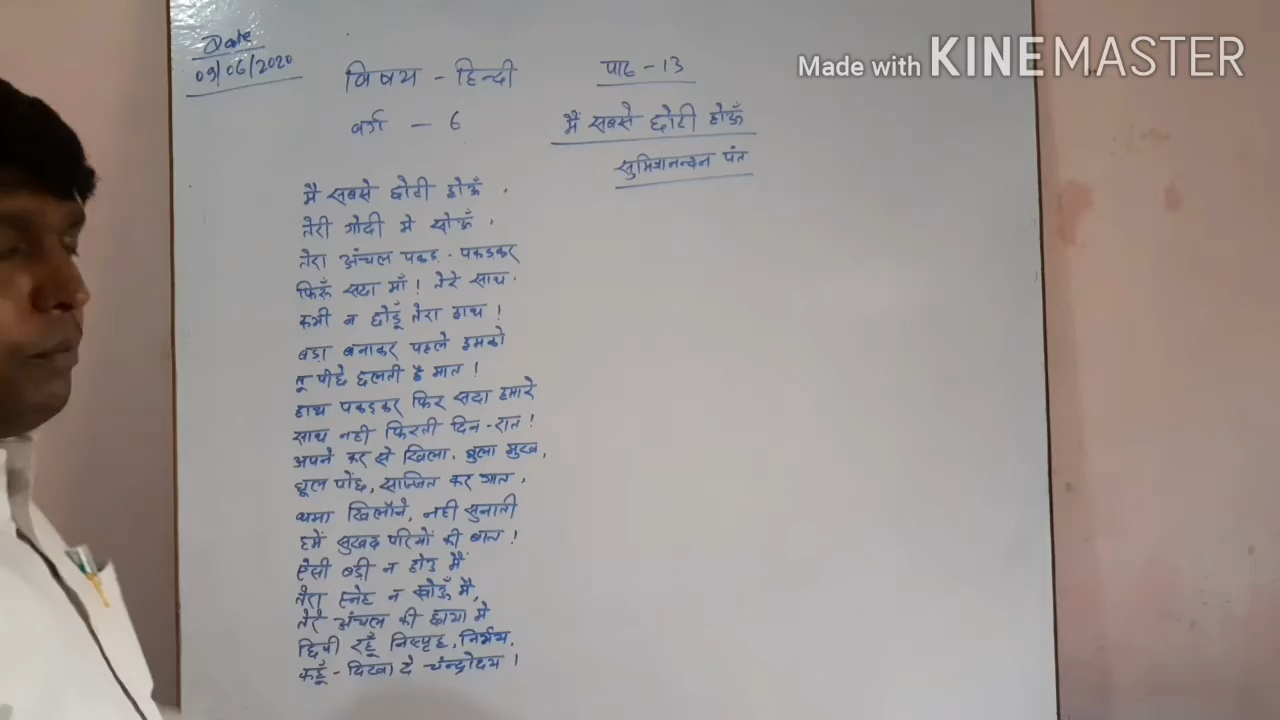 Date
09/06/2020
विषय - हिन्दी
वर्ग - 6
पाठ - 13
मैं सबसे छोटी होऊँ
सुमित्रानन्दन पंत
Made with KINEMASTER
मैं सबसे छोटी होऊँ,
तेरी गोदी मे सोऊँ,
तेरा अंचल पकड़ - पकड़कर
फिरूँ सदा माँ! तेरे साथ.
कभी न छोड़ूँ तेरा हाथ!
बड़ा बनाकर पहले हमको
तू पीछे छलती है मात!
हाथ पकड़कर फिर सदा हमारे
साथ नही फिरती दिन-रात!
अपने कर से खिला, धुला मुख,
धूल पोंछ, सज्जित कर गात,
थमा खिलौने, नही सुनाती
हमें सुखद परियों की बात!
ऐसी बड़ी न होऊ मैं
तेरा स्नेह न खोऊँ मैं,
तेरे अंचल की छाया मे
छिपी रहूँ निस्पृह, निर्भय,
कहूँ - दिखा दे चंन्द्रोदय!